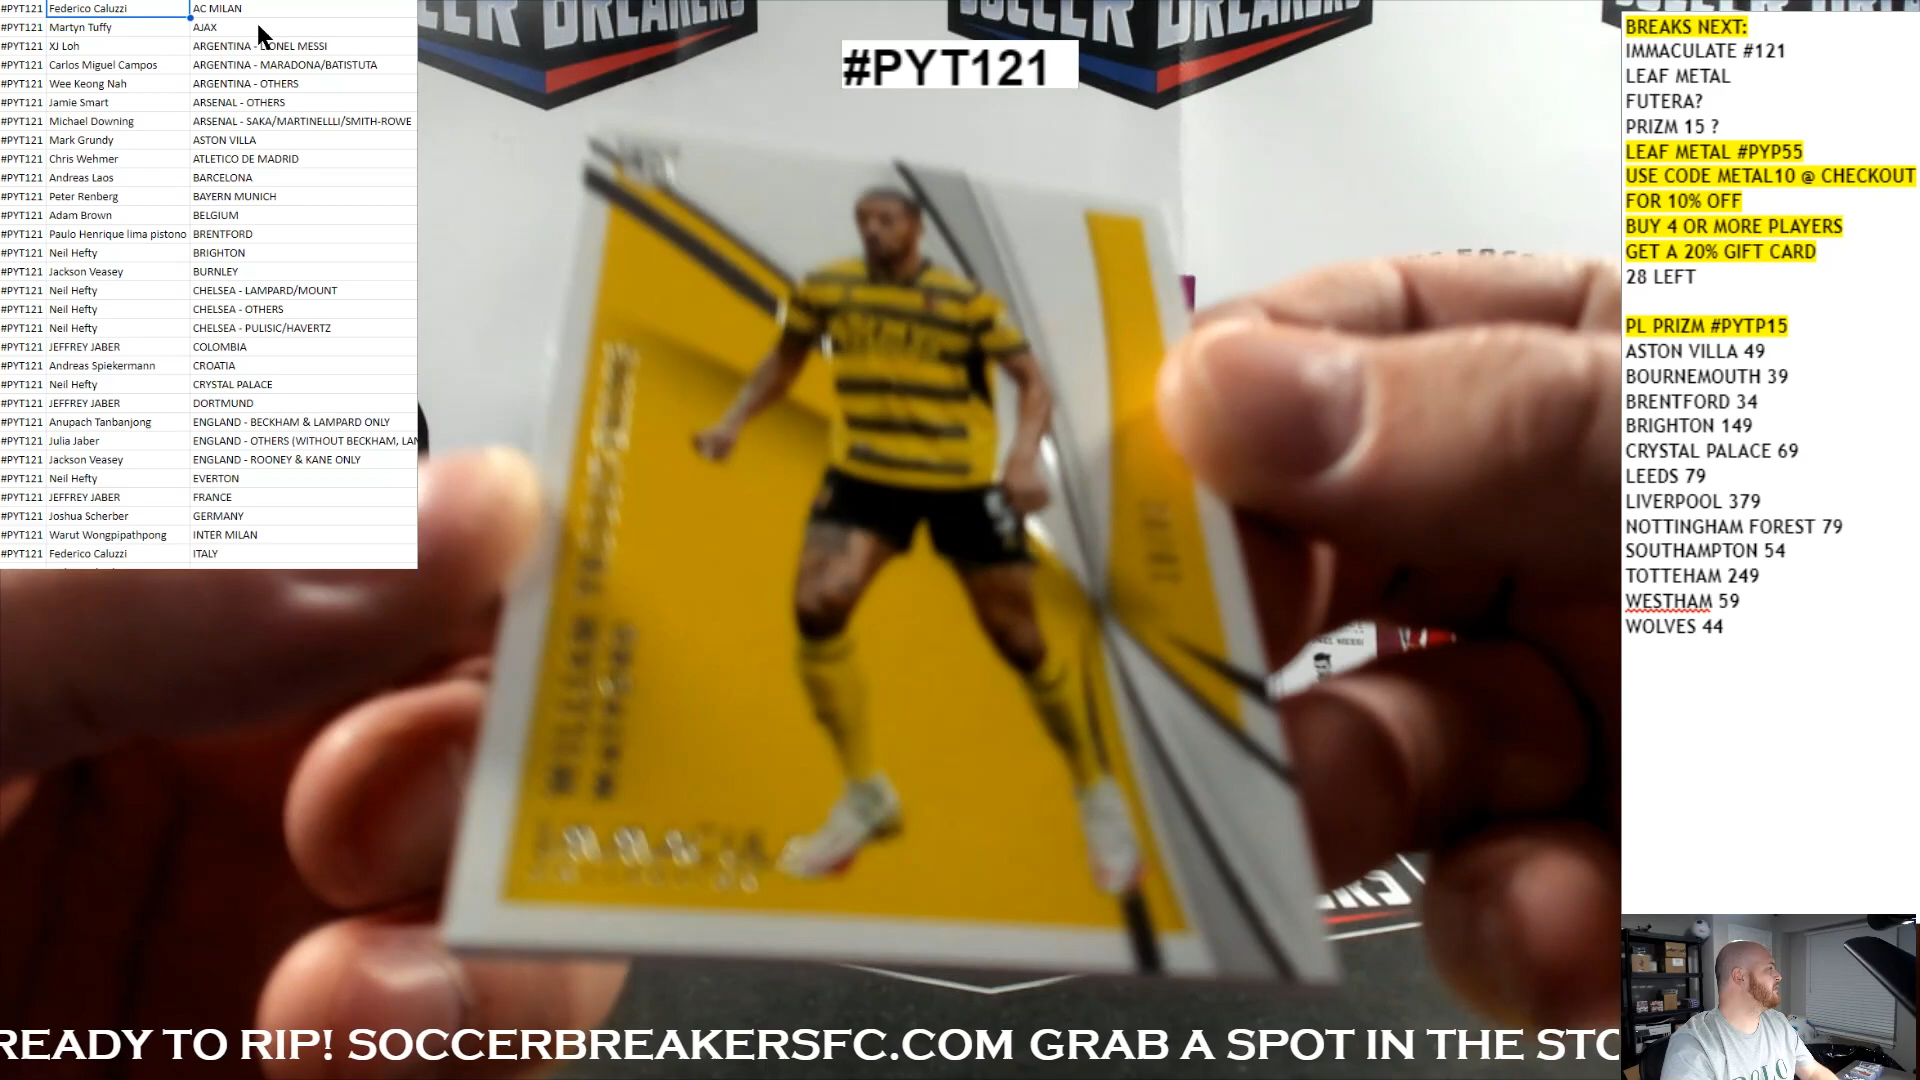 #PYT121 Federico Caluzzi AC MILAN
#PYT121 Martyn Tuffy AJAX
#PYT121 XJ Loh ARGENTINA - LIONEL MESSI
#PYT121 Carlos Miguel Campos ARGENTINA - MARADONA/BATISTUTA
#PYT121 Wee Keong Nah ARGENTINA - OTHERS
#PYT121 Jamie Smart ARSENAL - OTHERS
#PYT121 Michael Downing ARSENAL - SAKA/MARTINELLLI/SMITH-ROWE
#PYT121 Mark Grundy ASTON VILLA
#PYT121 Chris Wehmer ATLETICO DE MADRID
#PYT121 Andreas Laos BARCELONA
#PYT121 Peter Renberg BAYERN MUNICH
#PYT121 Adam Brown BELGIUM
#PYT121 Paulo Henrique lima pistono BRENTFORD
#PYT121 Neil Hefty BRIGHTON
#PYT121 Jackson Veasey BURNLEY
#PYT121 Neil Hefty CHELSEA - LAMPARD/MOUNT
#PYT121 Neil Hefty CHELSEA - OTHERS
#PYT121 Neil Hefty CHELSEA - PULISIC/HAVERTZ
#PYT121 JEFFREY JABER COLOMBIA
#PYT121 Andreas Spiekermann CROATIA
#PYT121 Neil Hefty CRYSTAL PALACE
#PYT121 JEFFREY JABER DORTMUND
#PYT121 Anupach Tanbanjong ENGLAND - BECKHAM & LAMPARD ONLY
#PYT121 Julia Jaber ENGLAND - OTHERS (WITHOUT BECKHAM, LAM
#PYT121 Jackson Veasey ENGLAND - ROONEY & KANE ONLY
#PYT121 Neil Hefty EVERTON
#PYT121 JEFFREY JABER FRANCE
#PYT121 Joshua Scherber GERMANY
#PYT121 Warut Wongpipathpong INTER MILAN
#PYT121 Federico Caluzzi ITALY
SOCCER BREAKERS
#PYT121
WILLIAM
BREAKS NEXT:
IMMACULATE #121
LEAF METAL
FUTERA?
PRIZM 15 ?
LEAF METAL #PYP55
USE CODE METAL10 @ CHECKOUT
FOR 10% OFF
BUY 4 OR MORE PLAYERS
GET A 20% GIFT CARD
28 LEFT
PL PRIZM #PYTP15
ASTON VILLA 49
BOURNEMOUTH 39
BRENTFORD 34
BRIGHTON 149
CRYSTAL PALACE 69
LEEDS 79
LIVERPOOL 379
NOTTINGHAM FOREST 79
SOUTHAMPTON 54
TOTTEHAM 249
WESTHAM 59
WOLVES 44
READY TO RIP! SOCCERBREAKERSFC.COM GRAB A SPOT IN THE STO